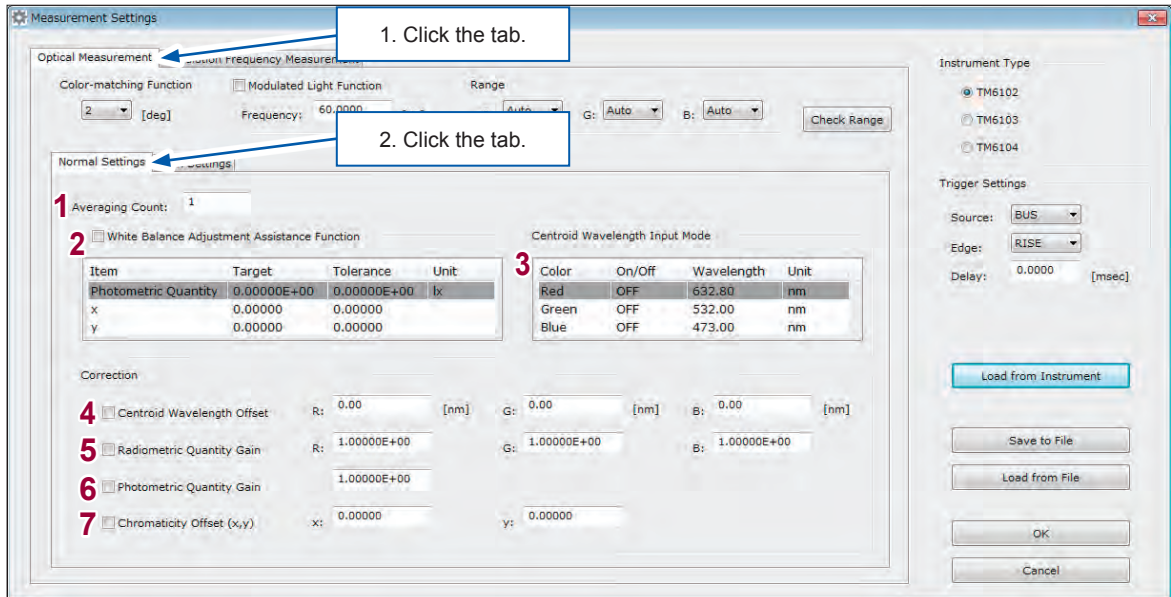 Measurement Settings
1. Click the tab.
Optical Measurement
Frequency Measurement
Color-matching Function
Modulated Light Function
Range
2 [deg]
Frequency: 60.0000
Auto G: Auto B: Auto
Check Range
2. Click the tab.
Normal Settings
Settings
1 Averaging Count: 1
2 White Balance Adjustment Assistance Function
Item Target Tolerance Unit
Photometric Quantity 0.00000E+00 0.00000E+00 lx
x 0.00000 0.00000
y 0.00000 0.00000
Centroid Wavelength Input Mode
3 Color On/Off Wavelength Unit
Red OFF 632.80 nm
Green OFF 532.00 nm
Blue OFF 473.00 nm
Correction
4 Centroid Wavelength Offset R: 0.00 [nm] G: 0.00 [nm] B: 0.00 [nm]
5 Radiometric Quantity Gain R: 1.00000E+00 G: 1.00000E+00 B: 1.00000E+00
6 Photometric Quantity Gain 1.00000E+00
7 Chromaticity Offset (x,y) x: 0.00000 y: 0.00000
Instrument Type
TM6102
TM6103
TM6104
Trigger Settings
Source: BUS
Edge: RISE
Delay: 0.0000 [msec]
Load from Instrument
Save to File
Load from File
OK
Cancel